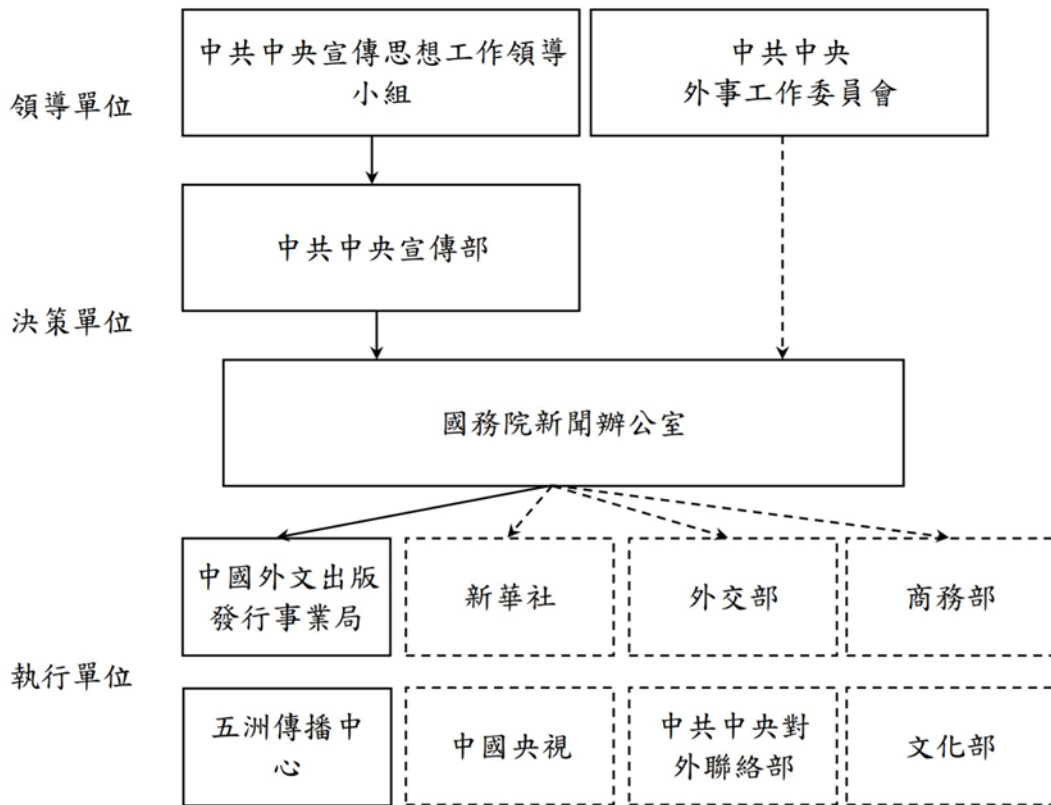 領導單位
中共中央宣傳思想工作領導
小組
中共中央
外事工作委員會
中共中央宣傳部
決策單位
國務院新聞辦公室
執行單位
中國外文出版
發行事業局
新華社
外交部
商務部
五洲傳播中
心
中國央視
中共中央對
外聯絡部
文化部